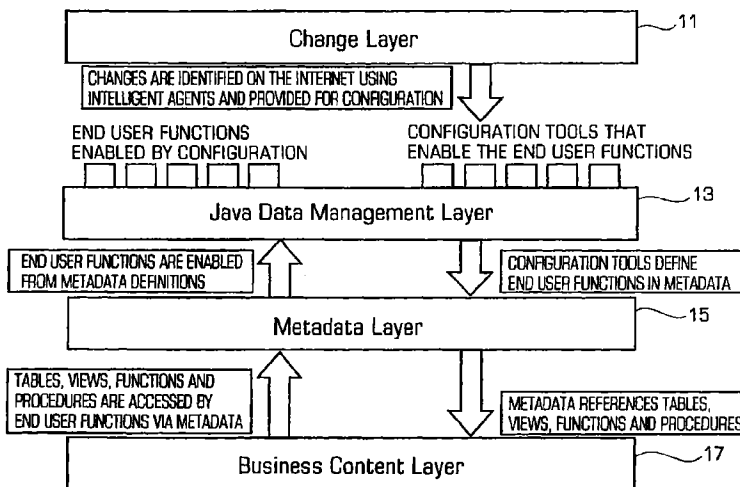 Change Layer
11
CHANGES ARE IDENTIFIED ON THE INTERNET USING
INTELLIGENT AGENTS AND PROVIDED FOR CONFIGURATION
END USER FUNCTIONS
ENABLED BY CONFIGURATION
CONFIGURATION TOOLS THAT
ENABLE THE END USER FUNCTIONS
Java Data Management Layer
13
END USER FUNCTIONS ARE ENABLED
FROM METADATA DEFINITIONS
CONFIGURATION TOOLS DEFINE
END USER FUNCTIONS IN METADATA
Metadata Layer
15
TABLES, VIEWS, FUNCTIONS AND
PROCEDURES ARE ACCESSED BY
END USER FUNCTIONS VIA METADATA
METADATA REFERENCES TABLES,
VIEWS, FUNCTIONS AND PROCEDURES
Business Content Layer
17